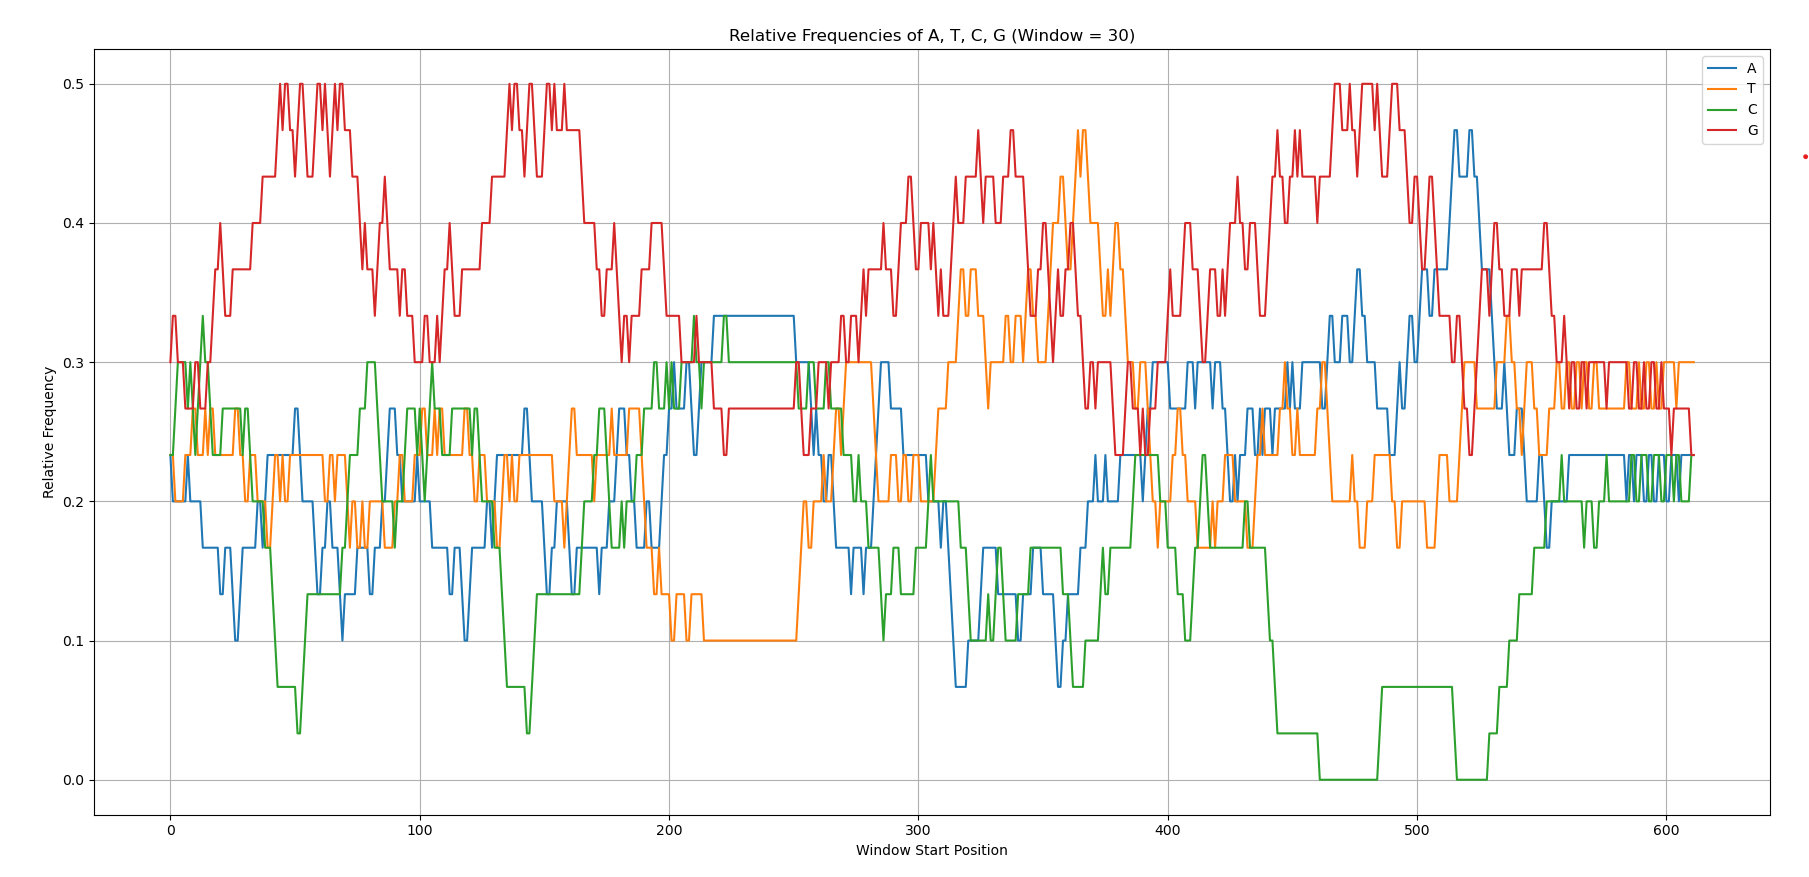 Relative Frequencies of A, T, C, G (Window = 30)
A
T
C
G
Relative Frequency
0.5
0.4
0.3
0.2
0.1
0.0
0 100 200 300 400 500 600
Window Start Position